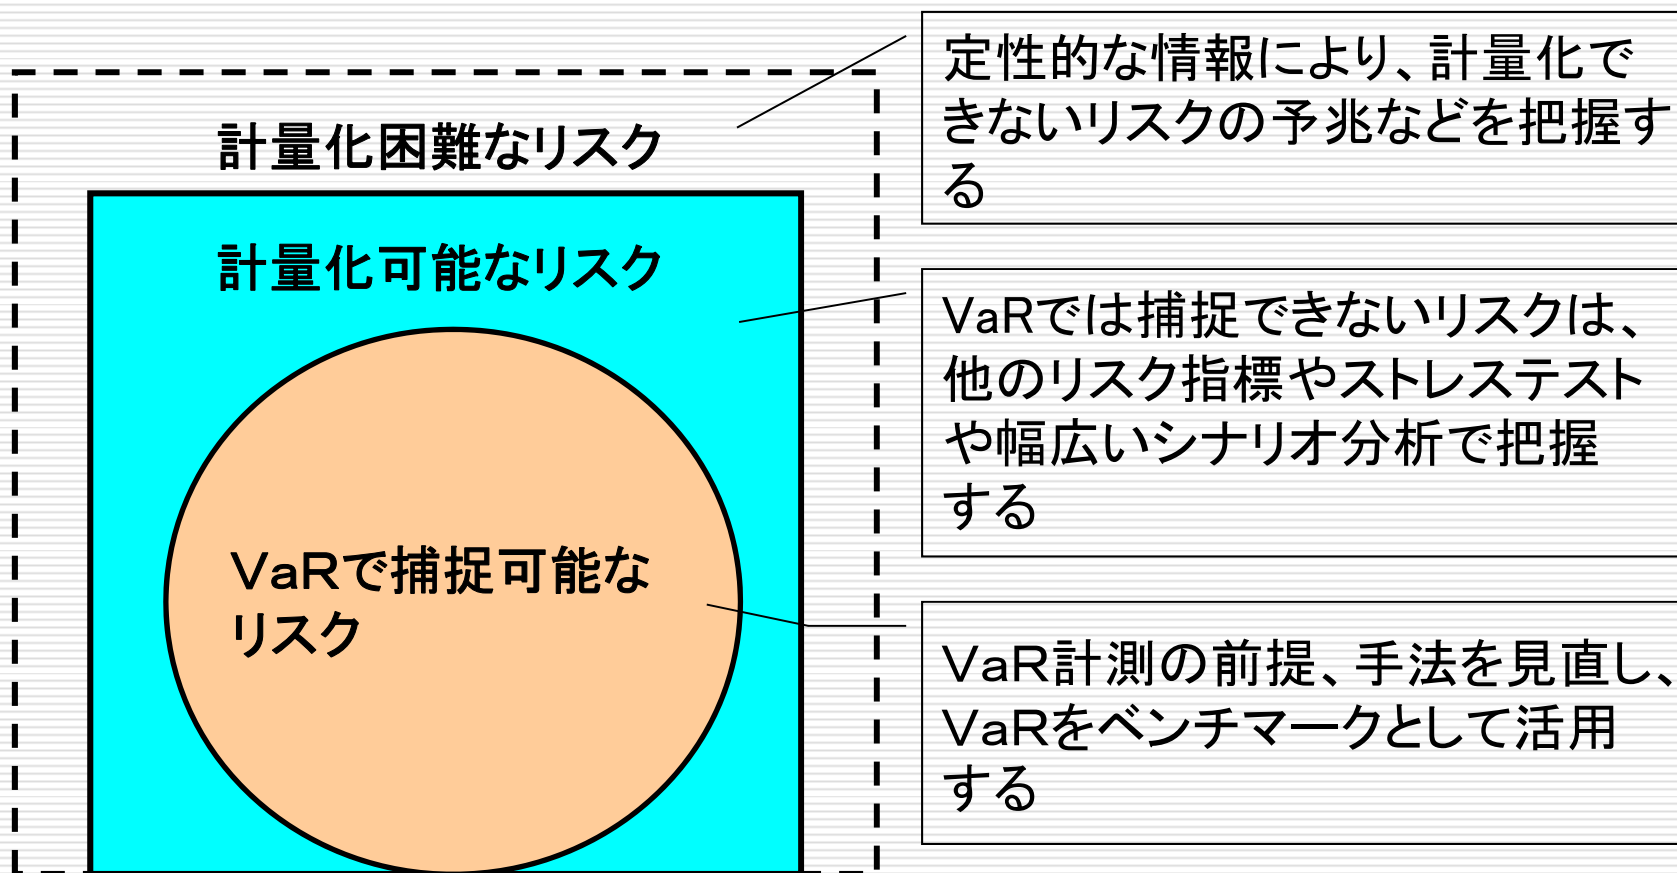 計量化困難なリスク
計量化可能なリスク
VaRで捕捉可能な
リスク
定性的な情報により、計量化で
きないリスクの予兆などを把握す
る
VaRでは捕捉できないリスクは、
他のリスク指標やストレステスト
や幅広いシナリオ分析で把握
する
VaR計測の前提、手法を見直し、
VaRをベンチマークとして活用
する